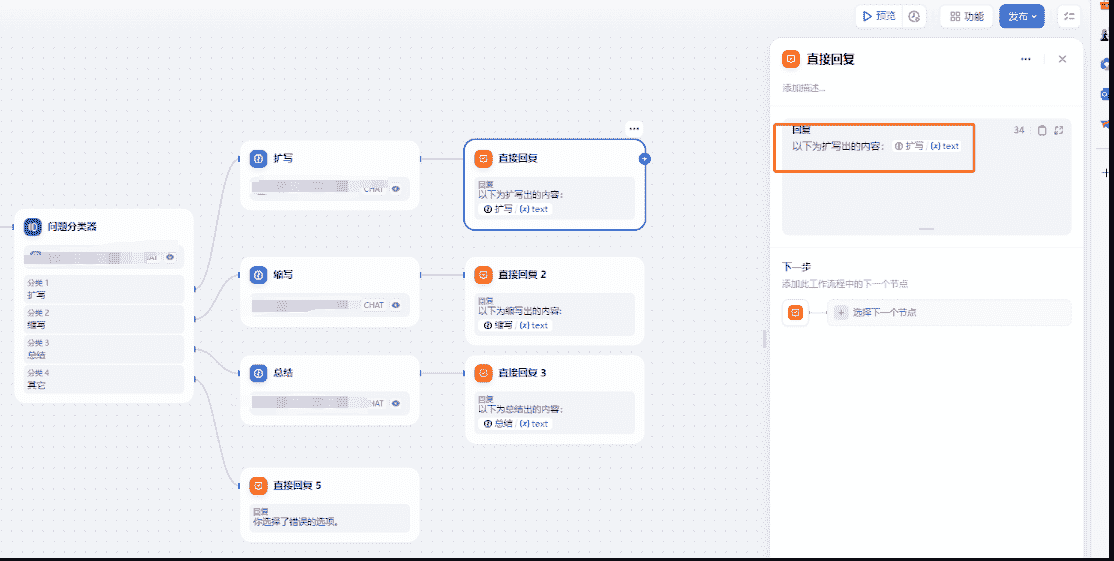 预览
功能
发布
直接回复
添加描述...
回复
34
以下为扩写出的内容： 扩写 (x) text
下一步
添加此工作流程中的下一个节点
选择下一个节点
问题分类器
分类 1
扩写
分类 2
缩写
分类 3
总结
分类 4
其它
扩写
CHAT
直接回复
回复
以下为扩写出的内容：
扩写 (x) text
缩写
CHAT
直接回复 2
回复
以下为缩写出的内容：
缩写 (x) text
总结
直接回复 3
回复
以下为总结出的内容：
总结 (x) text
直接回复 5
回复
你选择了错误的选项。